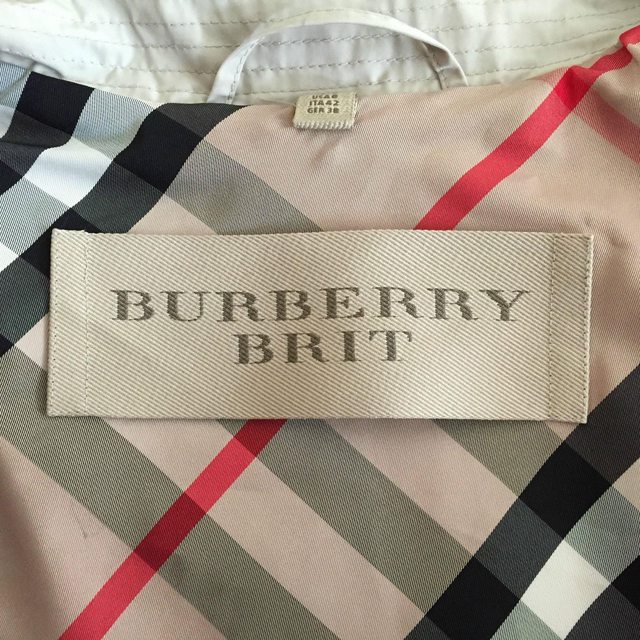 USA 8
ITA 42
GER 38
BURBERRY
BRIT